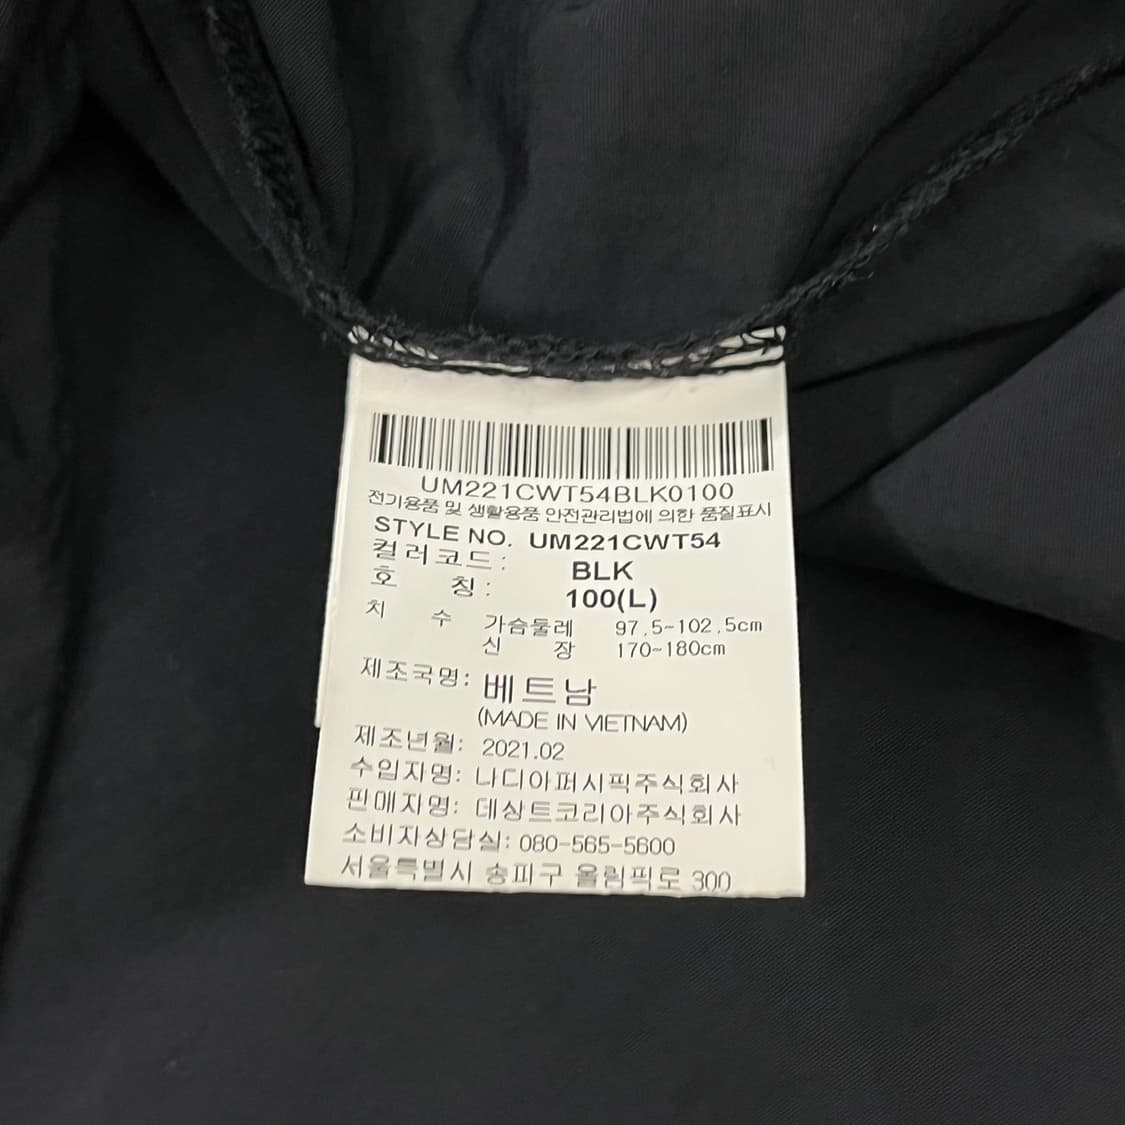 UM221CWT54BLK0100
전기용품 및 생활용품 안전관리법에 의한 품질표시
STYLE NO. UM221CWT54
컬러코드: BLK
호 칭: 100(L)
치 수 가슴둘레 97.5~102.5cm
신 장 170~180cm
제조국명: 베트남
(MADE IN VIETNAM)
제조년월: 2021.02
수입자명: 나디아퍼시픽주식회사
판매자명: 데상트코리아주식회사
소비자상담실: 080-565-5600
서울특별시 송파구 올림픽로 300